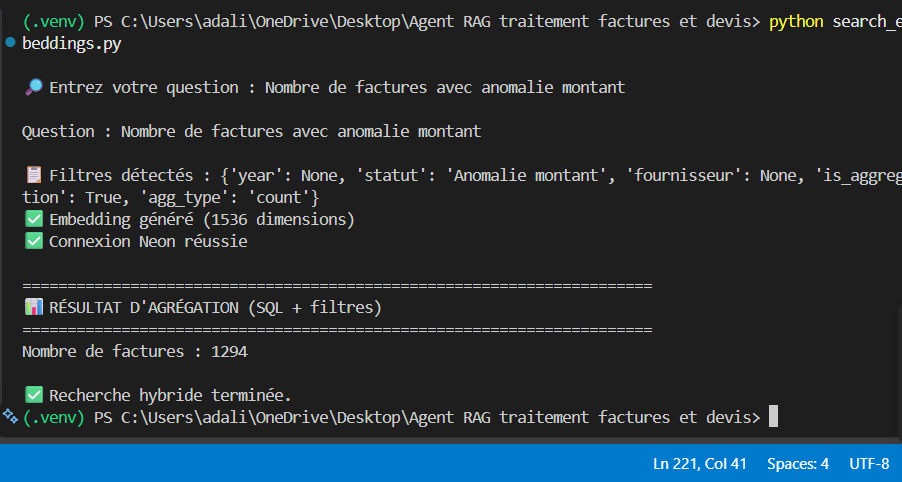 (.venv) PS C:\Users\adali\OneDrive\Desktop\Agent RAG traitement factures et devis> python search_e
beddings.py
🔎 Entrez votre question : Nombre de factures avec anomalie montant
Question : Nombre de factures avec anomalie montant
📋 Filtres détectés : {'year': None, 'statut': 'Anomalie montant', 'fournisseur': None, 'is_aggreg
tion': True, 'agg_type': 'count'}
✅ Embedding généré (1536 dimensions)
✅ Connexion Neon réussie
======================================================================
📊 RÉSULTAT D'AGRÉGATION (SQL + filtres)
======================================================================
Nombre de factures : 1294
✅ Recherche hybride terminée.
(.venv) PS C:\Users\adali\OneDrive\Desktop\Agent RAG traitement factures et devis>
Ln 221, Col 41 Spaces: 4 UTF-8